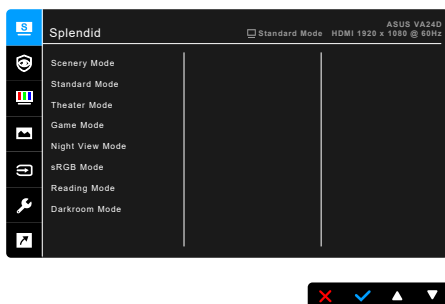 S
Splendid
Standard Mode
ASUS VA24D
HDMI 1920 x 1080 @ 60Hz
Scenery Mode
Standard Mode
Theater Mode
Game Mode
Night View Mode
sRGB Mode
Reading Mode
Darkroom Mode